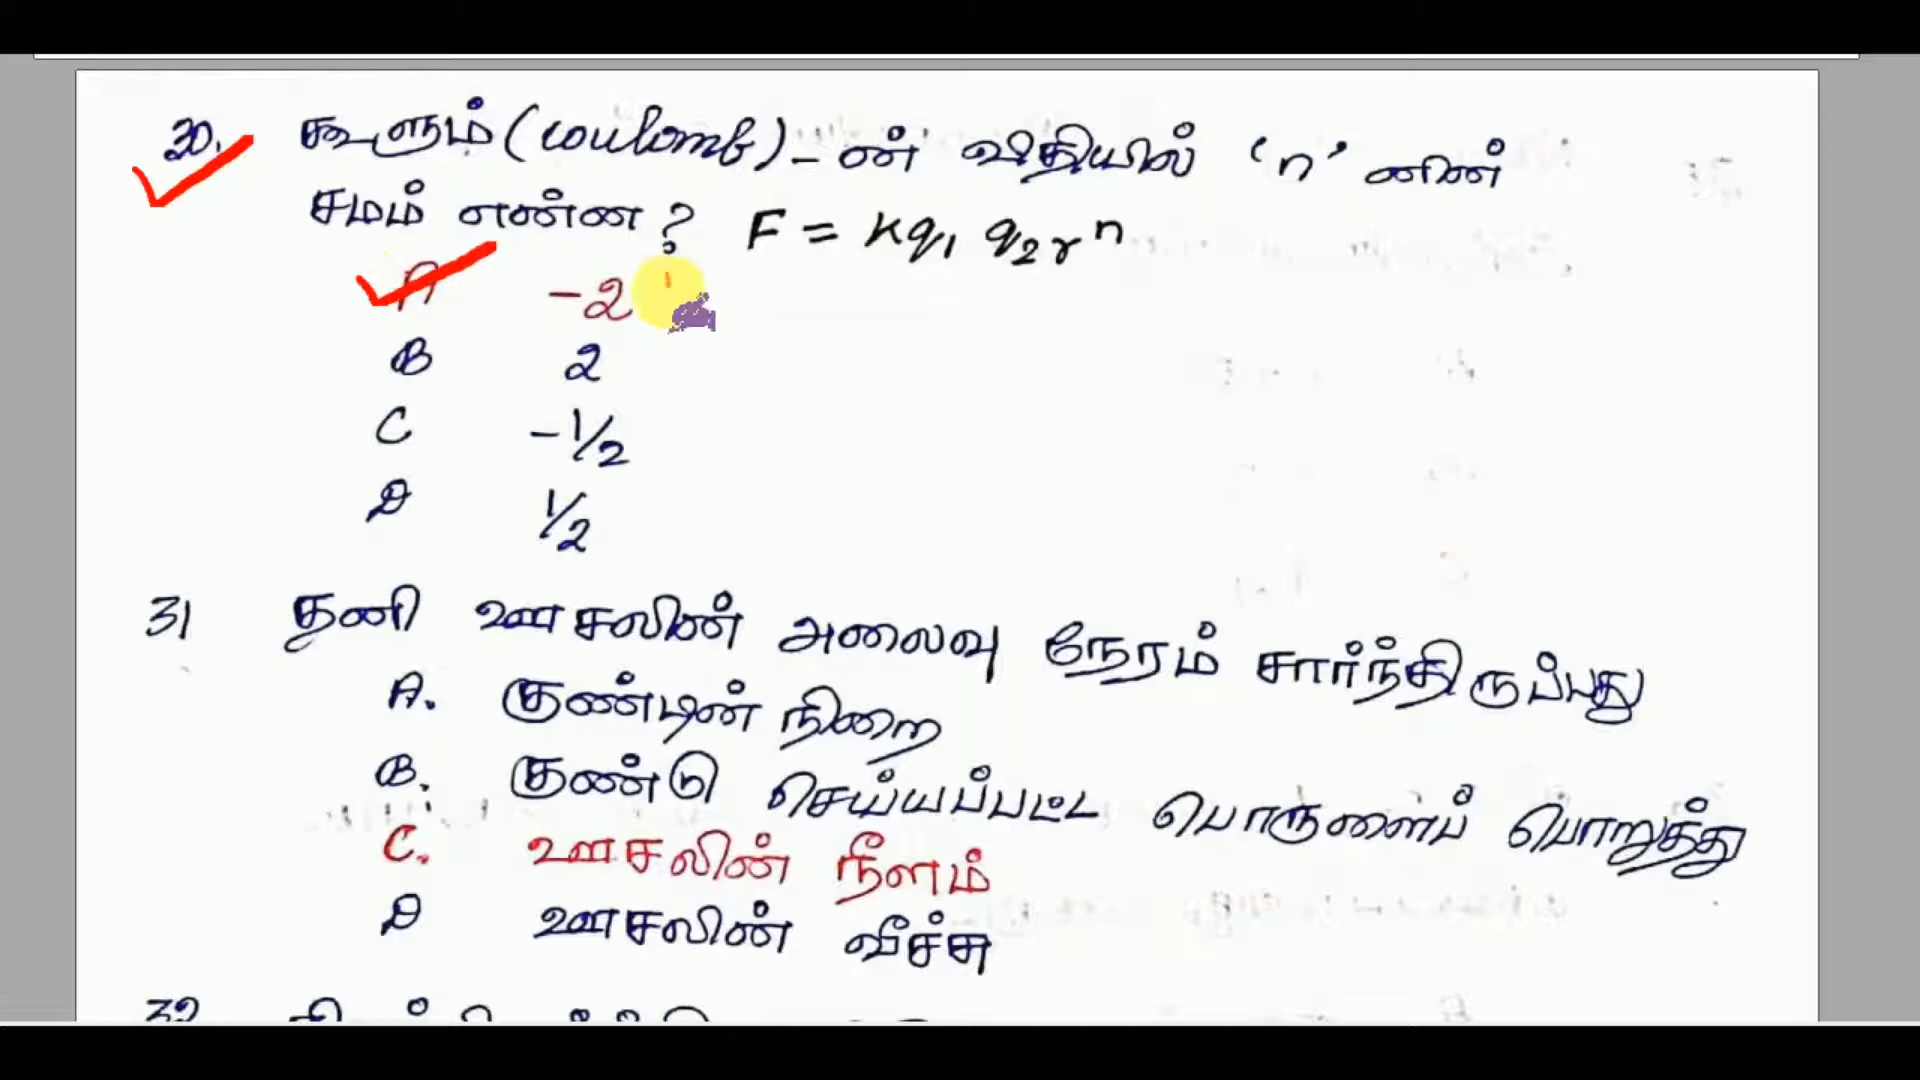 30. கூளும் (coulomb) - ன் விதியில் 'n' னின்
சமம் என்ன? F = kq₁ q₂ rⁿ
A -2
B 2
C -1/2
D 1/2
31 தனி ஊசலின் அலைவு நேரம் சார்ந்திருப்பது
A. குண்டின் நிறை
B. குண்டு செய்யப்பட்ட பொருளைப் பொறுத்து
C. ஊசலின் நீளம்
D ஊசலின் வீச்சு
32